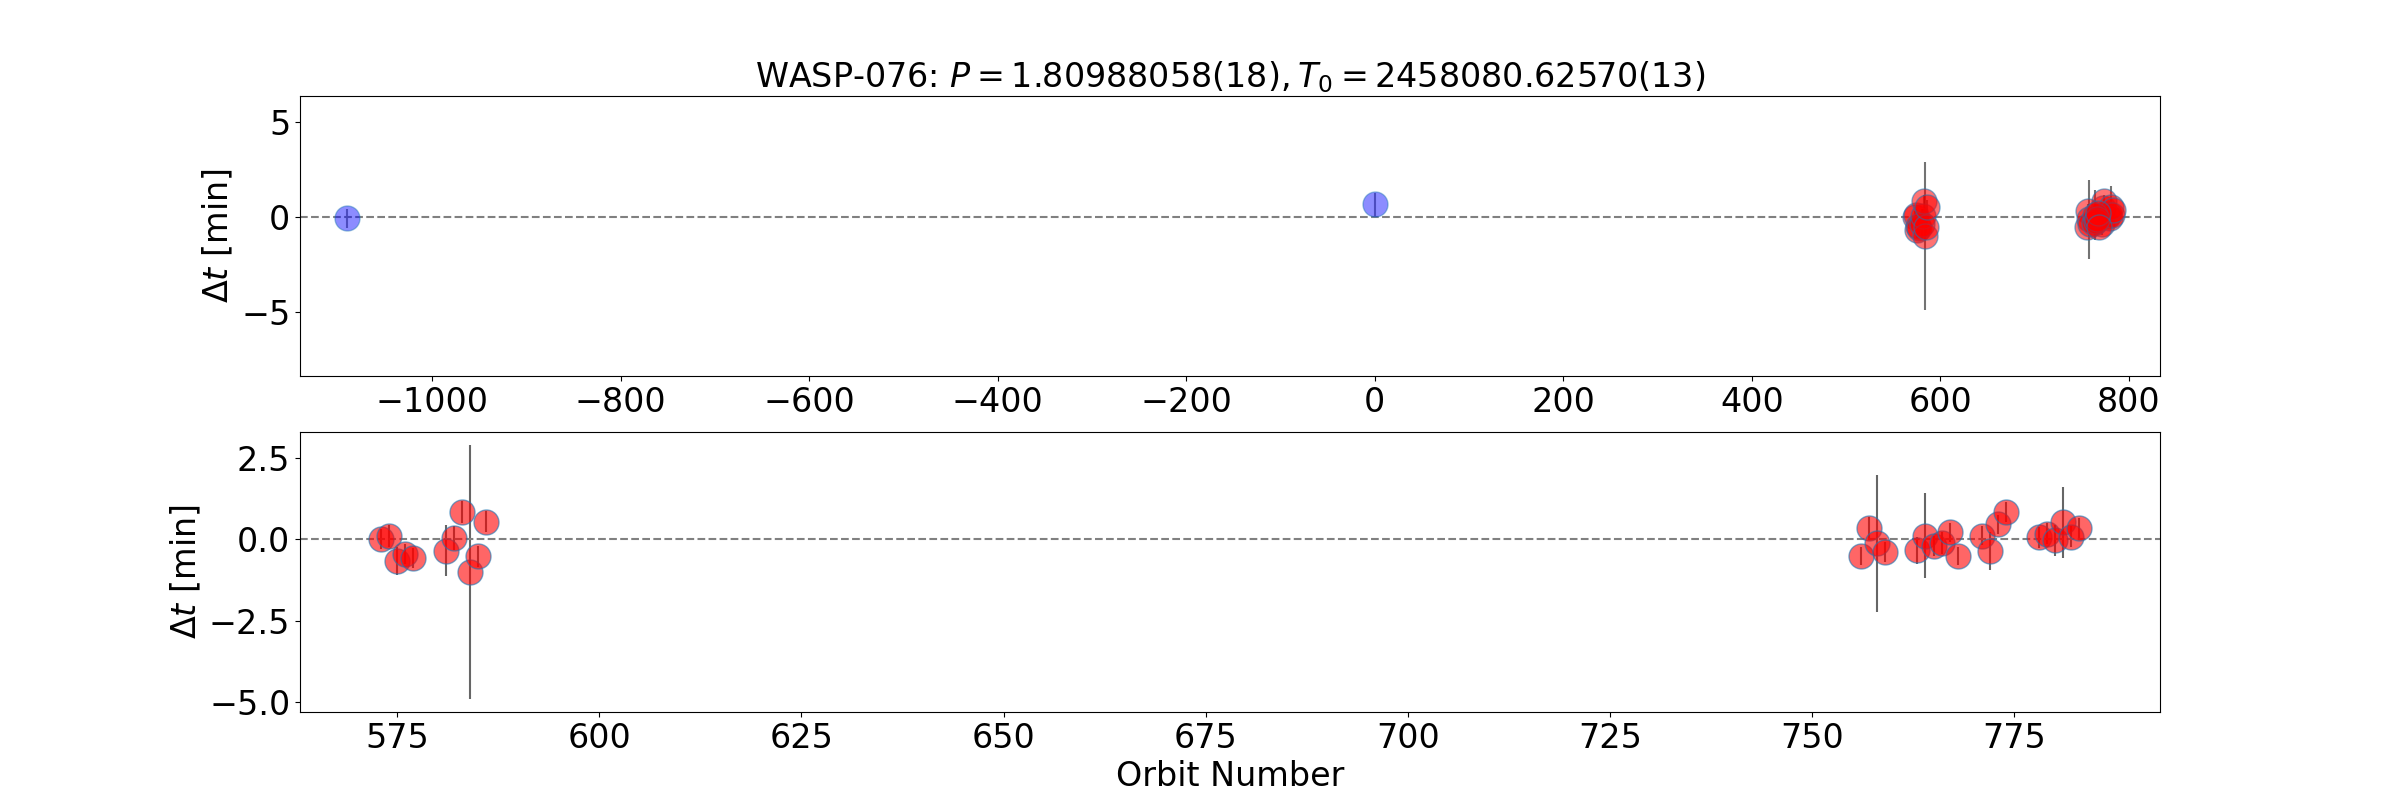 WASP-076: P = 1.80988058(18), T₀ = 2458080.62570(13)
Δt [min]
5
0
−5
−1000 −800 −600 −400 −200 0 200 400 600 800
Δt [min]
2.5
0.0
−2.5
−5.0
575 600 625 650 675 700 725 750 775
Orbit Number